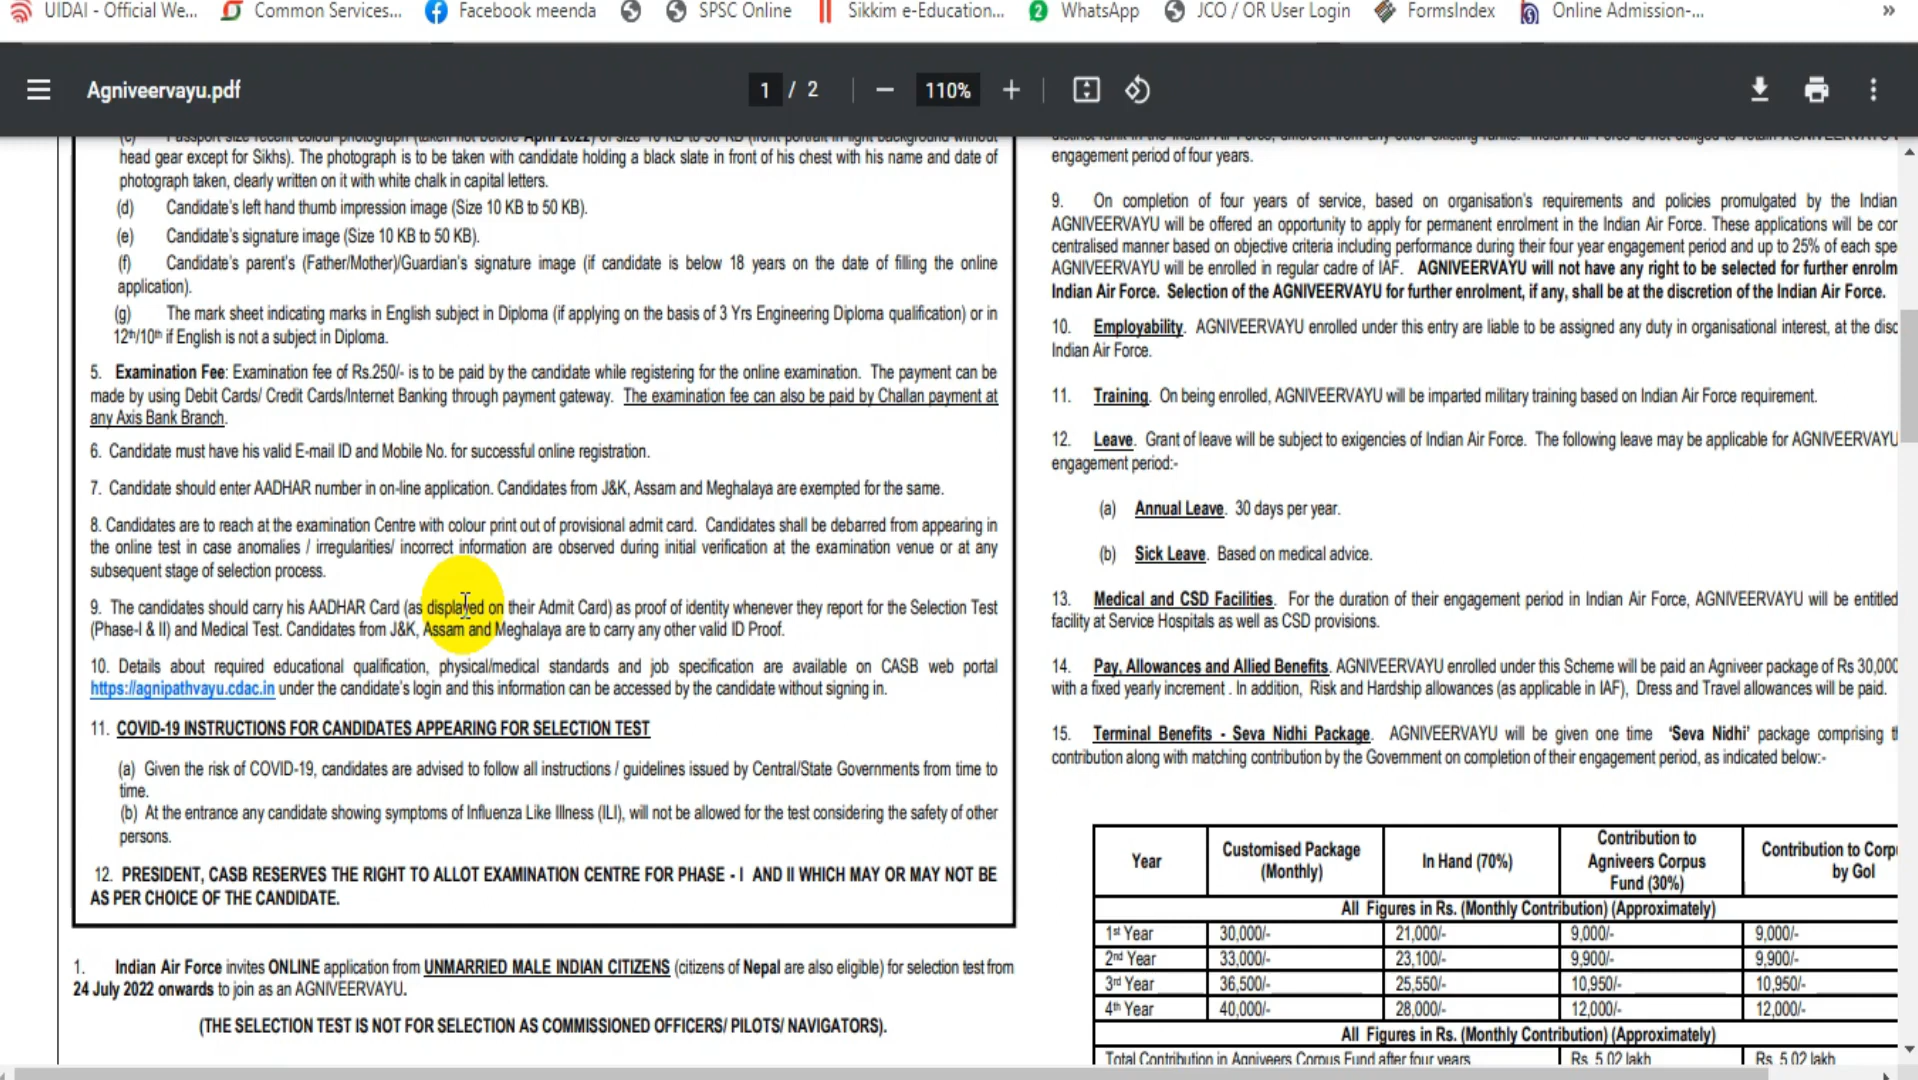 UIDAI - Official We...
Common Services...
Facebook meenda
SPSC Online
Sikkim e-Education...
2
WhatsApp
JCO / OR User Login
FormsIndex
Online Admission-...
»
Agniveervayu.pdf
1 / 2
110%
head gear except for Sikhs). The photograph is to be taken with candidate holding a black slate in front of his chest with his name and date of
photograph taken, clearly written on it with white chalk in capital letters.
(d) Candidate's left hand thumb impression image (Size 10 KB to 50 KB).
(e) Candidate's signature image (Size 10 KB to 50 KB).
(f) Candidate's parent's (Father/Mother)/Guardian's signature image (if candidate is below 18 years on the date of filling the online
application).
(g) The mark sheet indicating marks in English subject in Diploma (if applying on the basis of 3 Yrs Engineering Diploma qualification) or in
12th/10th if English is not a subject in Diploma.
5. Examination Fee: Examination fee of Rs.250/- is to be paid by the candidate while registering for the online examination. The payment can be
made by using Debit Cards/ Credit Cards/Internet Banking through payment gateway. The examination fee can also be paid by Challan payment at
any Axis Bank Branch.
6. Candidate must have his valid E-mail ID and Mobile No. for successful online registration.
7. Candidate should enter AADHAR number in on-line application. Candidates from J&K, Assam and Meghalaya are exempted for the same.
8. Candidates are to reach at the examination Centre with colour print out of provisional admit card. Candidates shall be debarred from appearing in
the online test in case anomalies / irregularities/ incorrect information are observed during initial verification at the examination venue or at any
subsequent stage of selection process.
9. The candidates should carry his AADHAR Card (as displayed on their Admit Card) as proof of identity whenever they report for the Selection Test
(Phase-I & II) and Medical Test. Candidates from J&K, Assam and Meghalaya are to carry any other valid ID Proof.
10. Details about required educational qualification, physical/medical standards and job specification are available on CASB web portal
https://agnipathvayu.cdac.in under the candidate's login and this information can be accessed by the candidate without signing in.
11. COVID-19 INSTRUCTIONS FOR CANDIDATES APPEARING FOR SELECTION TEST
(a) Given the risk of COVID-19, candidates are advised to follow all instructions / guidelines issued by Central/State Governments from time to
time.
(b) At the entrance any candidate showing symptoms of Influenza Like Illness (ILI), will not be allowed for the test considering the safety of other
persons.
12. PRESIDENT, CASB RESERVES THE RIGHT TO ALLOT EXAMINATION CENTRE FOR PHASE - I AND II WHICH MAY OR MAY NOT BE
AS PER CHOICE OF THE CANDIDATE.
1. Indian Air Force invites ONLINE application from UNMARRIED MALE INDIAN CITIZENS (citizens of Nepal are also eligible) for selection test from
24 July 2022 onwards to join as an AGNIVEERVAYU.
(THE SELECTION TEST IS NOT FOR SELECTION AS COMMISSIONED OFFICERS/ PILOTS/ NAVIGATORS).
engagement period of four years.
9. On completion of four years of service, based on organisation's requirements and policies promulgated by the Indian
AGNIVEERVAYU will be offered an opportunity to apply for permanent enrolment in the Indian Air Force. These applications will be con
centralised manner based on objective criteria including performance during their four year engagement period and up to 25% of each spe
AGNIVEERVAYU will be enrolled in regular cadre of IAF. AGNIVEERVAYU will not have any right to be selected for further enrolm
Indian Air Force. Selection of the AGNIVEERVAYU for further enrolment, if any, shall be at the discretion of the Indian Air Force.
10. Employability. AGNIVEERVAYU enrolled under this entry are liable to be assigned any duty in organisational interest, at the disc
Indian Air Force.
11. Training. On being enrolled, AGNIVEERVAYU will be imparted military training based on Indian Air Force requirement.
12. Leave. Grant of leave will be subject to exigencies of Indian Air Force. The following leave may be applicable for AGNIVEERVAYU
engagement period:-
(a) Annual Leave. 30 days per year.
(b) Sick Leave. Based on medical advice.
13. Medical and CSD Facilities. For the duration of their engagement period in Indian Air Force, AGNIVEERVAYU will be entitled
facility at Service Hospitals as well as CSD provisions.
14. Pay, Allowances and Allied Benefits. AGNIVEERVAYU enrolled under this Scheme will be paid an Agniveer package of Rs 30,000
with a fixed yearly increment . In addition, Risk and Hardship allowances (as applicable in IAF), Dress and Travel allowances will be paid.
15. Terminal Benefits - Seva Nidhi Package. AGNIVEERVAYU will be given one time 'Seva Nidhi' package comprising t
contribution along with matching contribution by the Government on completion of their engagement period, as indicated below:-
Year
Customised Package
(Monthly)
In Hand (70%)
Contribution to
Agniveers Corpus
Fund (30%)
Contribution to Corpu
by GoI
All Figures in Rs. (Monthly Contribution) (Approximately)
1st Year 30,000/- 21,000/- 9,000/- 9,000/-
2nd Year 33,000/- 23,100/- 9,900/- 9,900/-
3rd Year 36,500/- 25,550/- 10,950/- 10,950/-
4th Year 40,000/- 28,000/- 12,000/- 12,000/-
All Figures in Rs. (Monthly Contribution) (Approximately)
Total Contribution in Agniveers Corpus Fund after four years Rs. 5.02 lakh Rs. 5.02 lakh